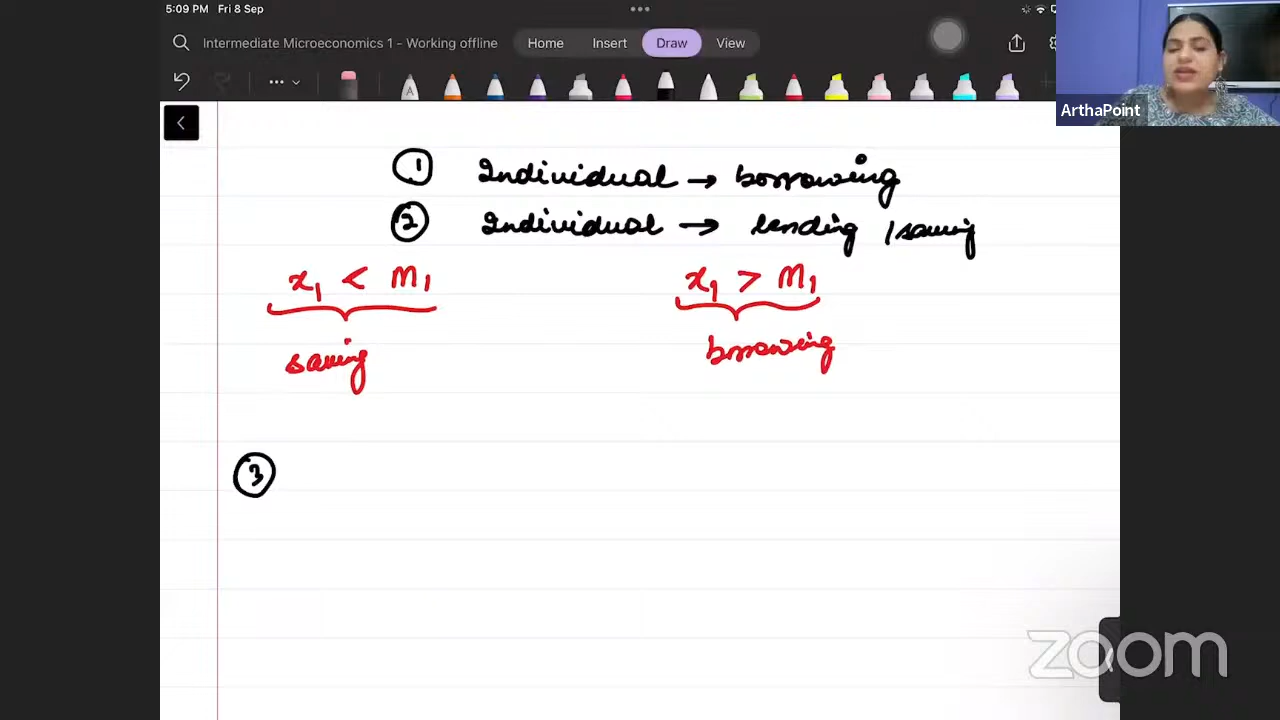 5:09 PM Fri 8 Sep
Intermediate Microeconomics 1 - Working offline
Home Insert Draw View
A
ArthaPoint
① Individual → borrowing
② Individual → lending /saving
x₁ < M₁ x₁ > M₁
saving borrowing
③
zoom